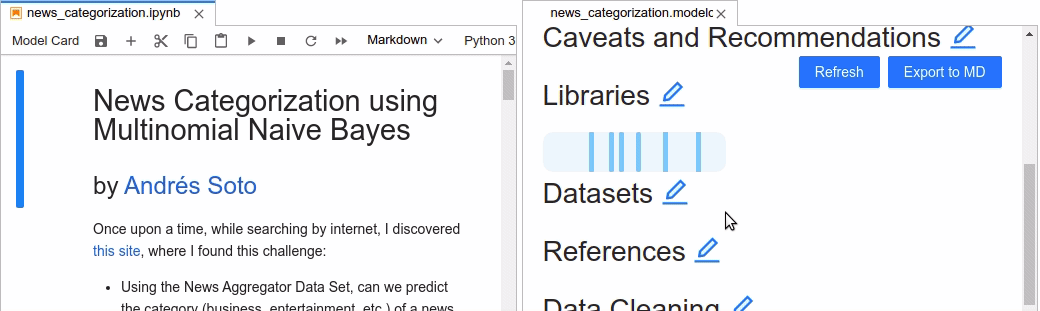 news_categorization.ipynb
Model Card
Markdown
Python 3
News Categorization using
Multinomial Naive Bayes
by Andrés Soto
Once upon a time, while searching by internet, I discovered
this site, where I found this challenge:
• Using the News Aggregator Data Set, can we predict
the category (business, entertainment, etc.) of a news
news_categorization.modelc
Caveats and Recommendations
Refresh
Export to MD
Libraries
Datasets
References
Data Cleaning